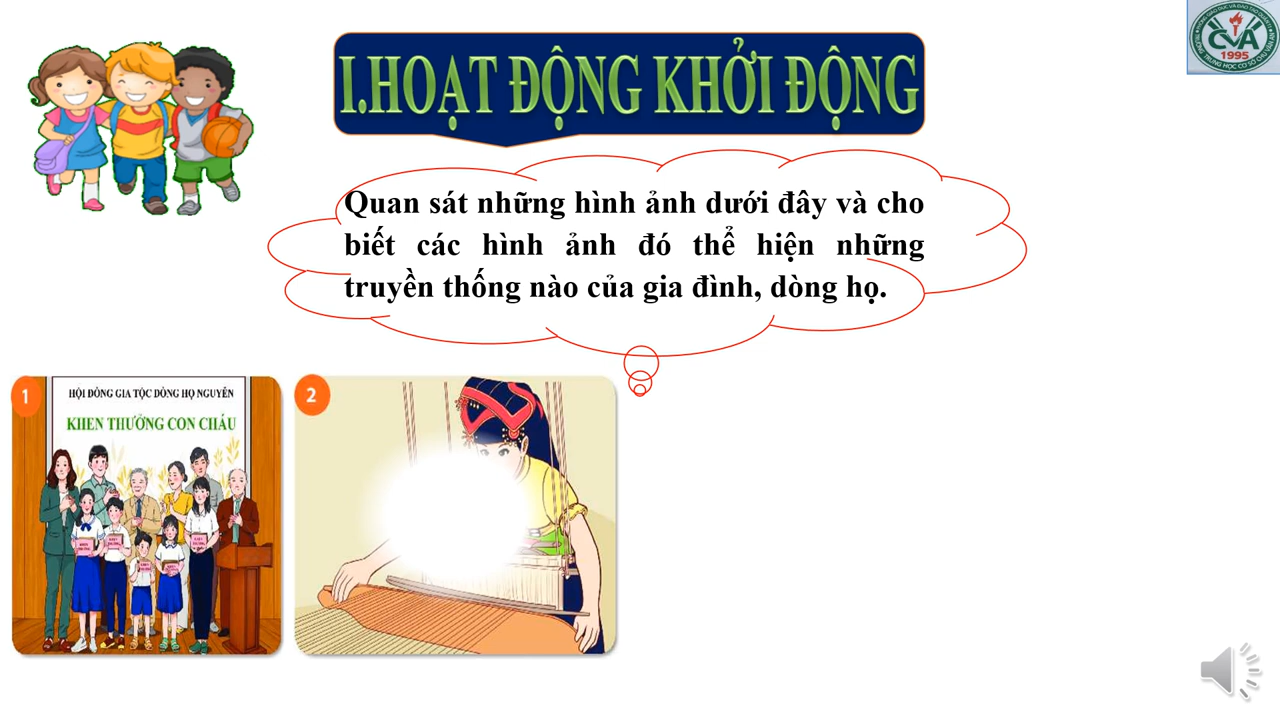 I.HOẠT ĐỘNG KHỞI ĐỘNG
CVA
1995
Quan sát những hình ảnh dưới đây và cho
biết các hình ảnh đó thể hiện những
truyền thống nào của gia đình, dòng họ.
1
HỘI ĐỒNG GIA TỘC DÒNG HỌ NGUYỄN
KHEN THƯỞNG CON CHÁU
2